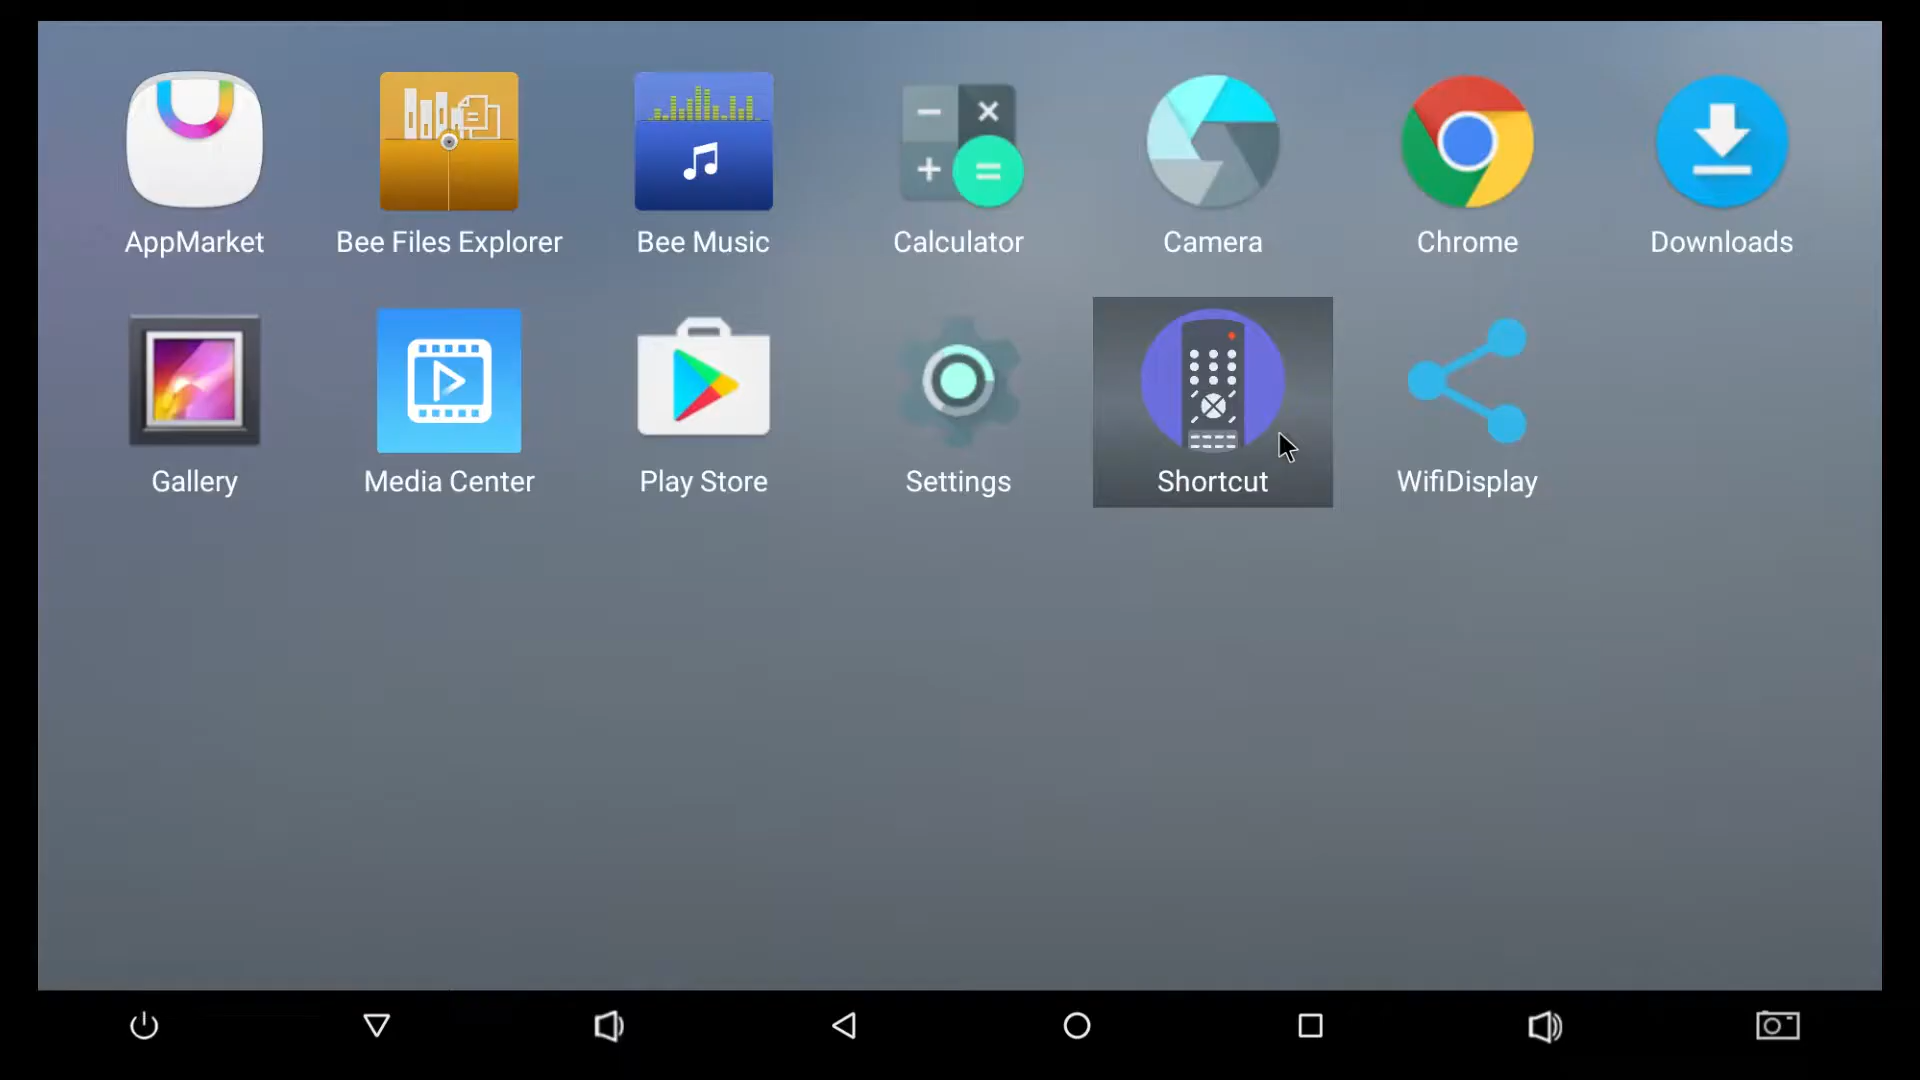 AppMarket
Bee Files Explorer
Bee Music
Calculator
Camera
Chrome
Downloads
Gallery
Media Center
Play Store
Settings
Shortcut
WifiDisplay